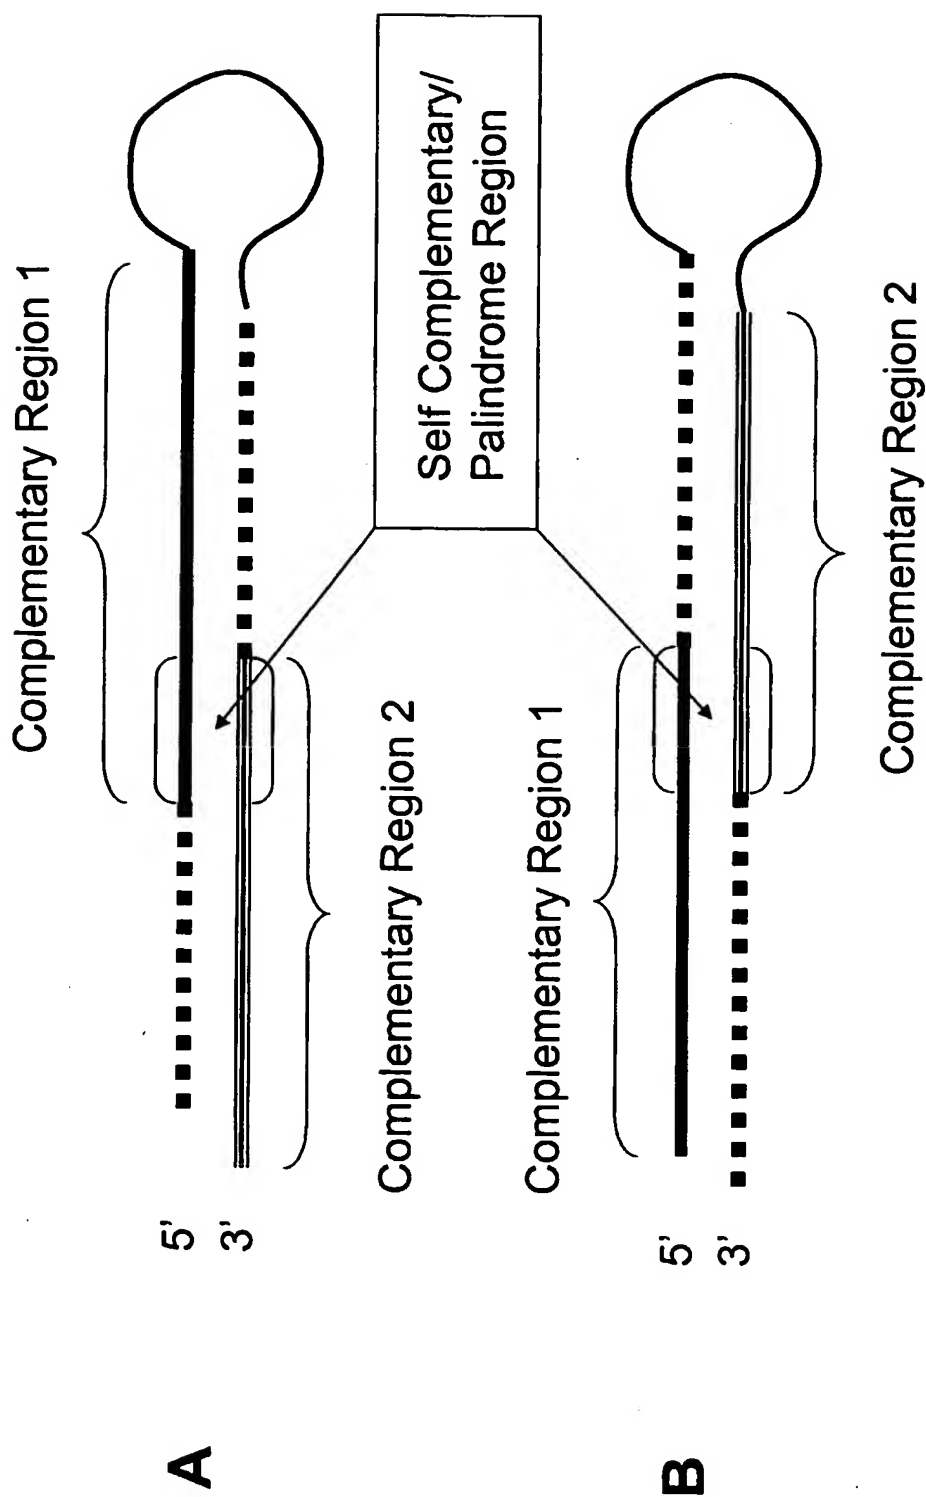 A
5'
3'
Complementary Region 1
Complementary Region 2
Self Complementary/
Palindrome Region
B
5'
3'
Complementary Region 1
Complementary Region 2